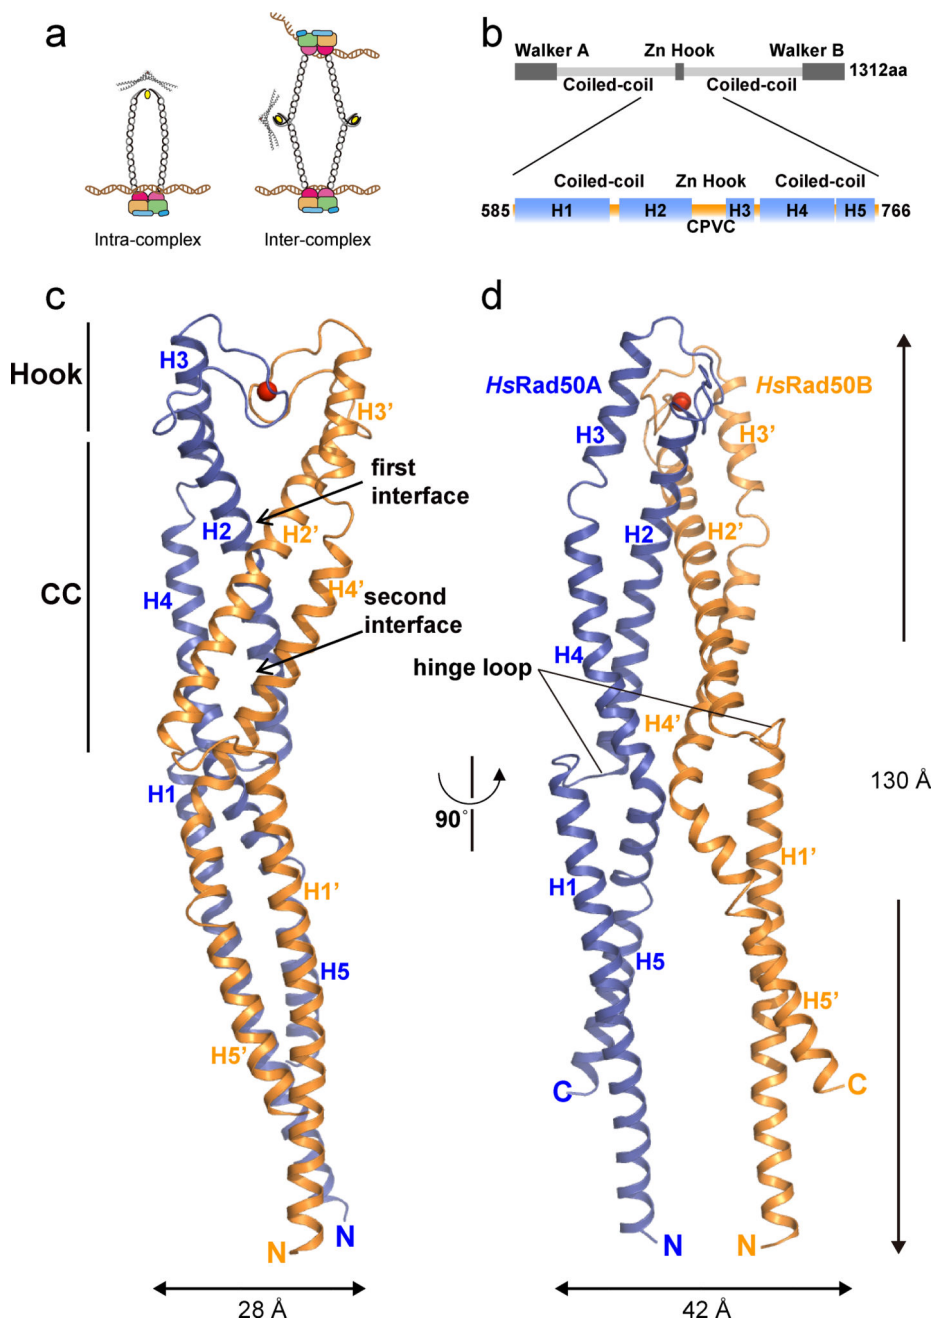 a
Intra-complex
Inter-complex
b
Walker A
Zn Hook
Walker B
1312aa
Coiled-coil
Coiled-coil
Coiled-coil
Zn Hook
Coiled-coil
585
H1
H2
H3
H4
H5
766
CPVC
c
Hook
CC
H3
H3’
first
interface
H2
H2’
H4
H4’
second
interface
H1
H1’
H5
H5’
N
N
28 Å
90°
d
HsRad50A
HsRad50B
H3
H3’
H2
H2’
H4
hinge loop
H4’
H1
H1’
H5
H5’
C
C
N
N
130 Å
42 Å